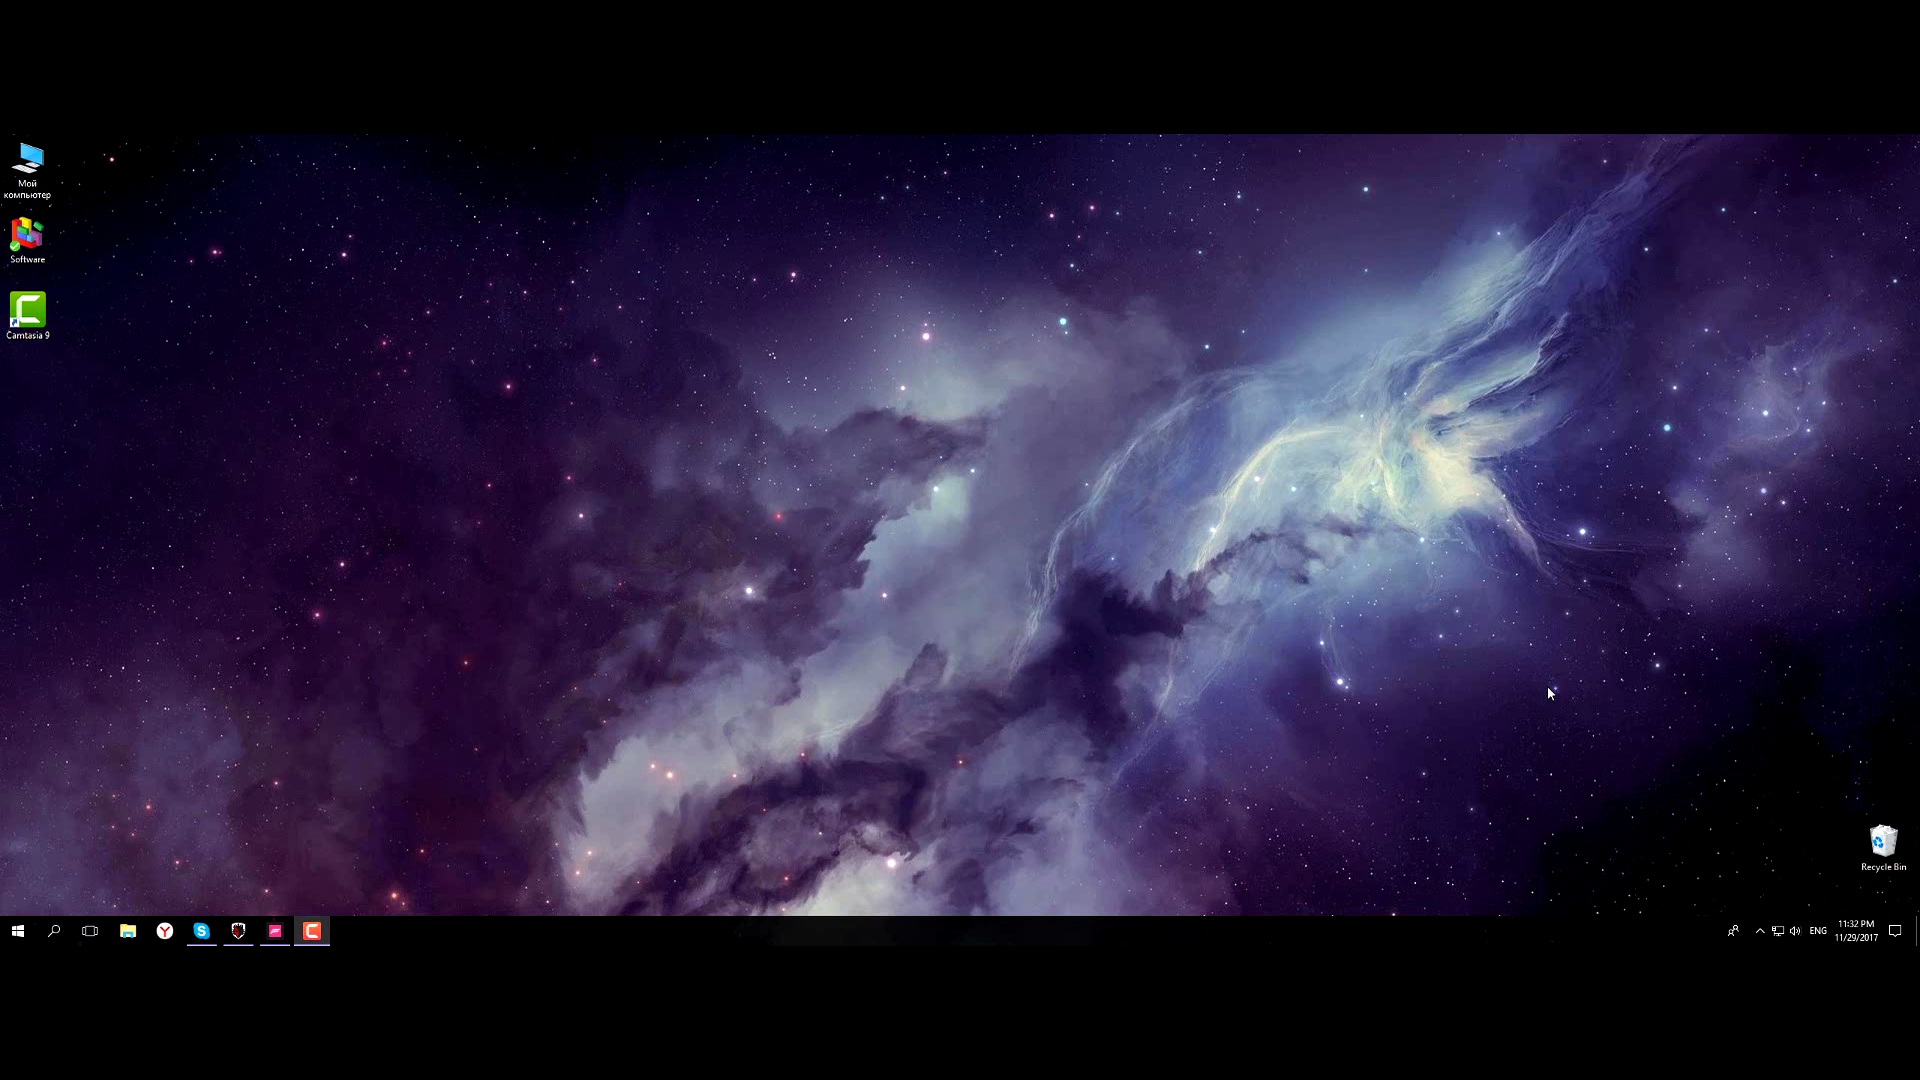 Мой
компьютер
Software
Camtasia 9
Recycle Bin
ENG
11:32 PM
11/29/2017